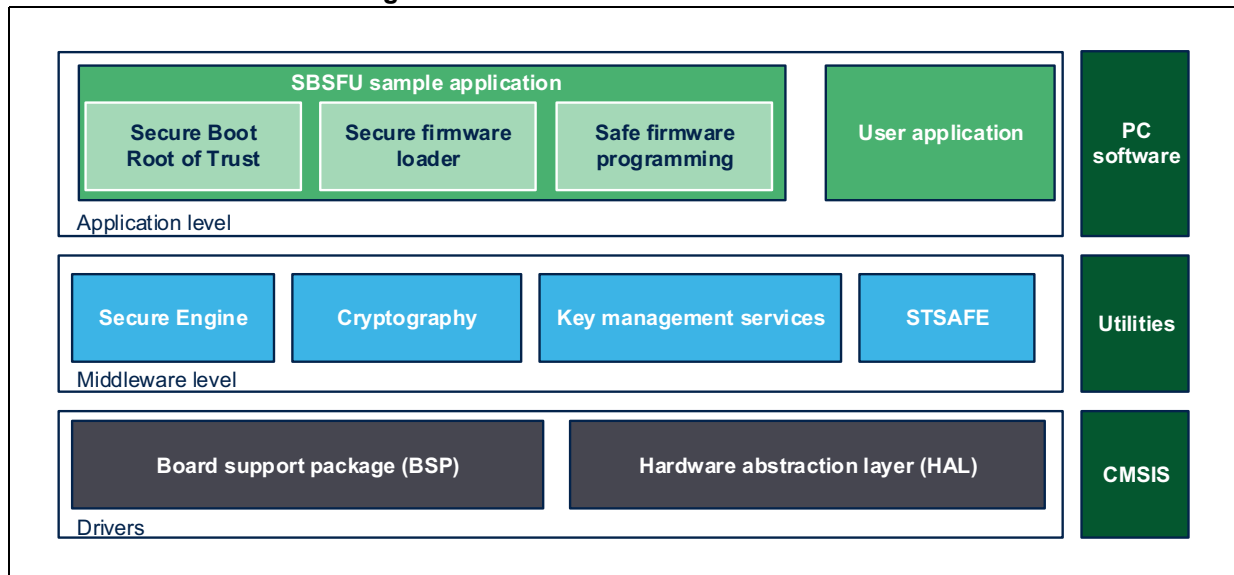 SBSFU sample application
Secure Boot
Root of Trust
Secure firmware
loader
Safe firmware
programming
User application
Application level
PC
software
Secure Engine
Cryptography
Key management services
STSAFE
Middleware level
Utilities
Board support package (BSP)
Hardware abstraction layer (HAL)
Drivers
CMSIS